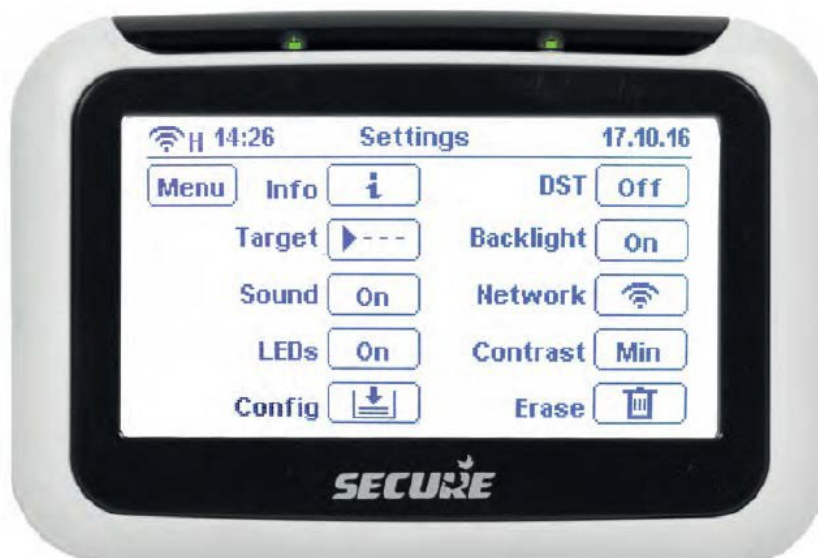 H 14:26 Settings 17.10.16
Menu Info i DST Off
Target --- Backlight On
Sound On Network
LEDs On Contrast Min
Config Erase
SECURE